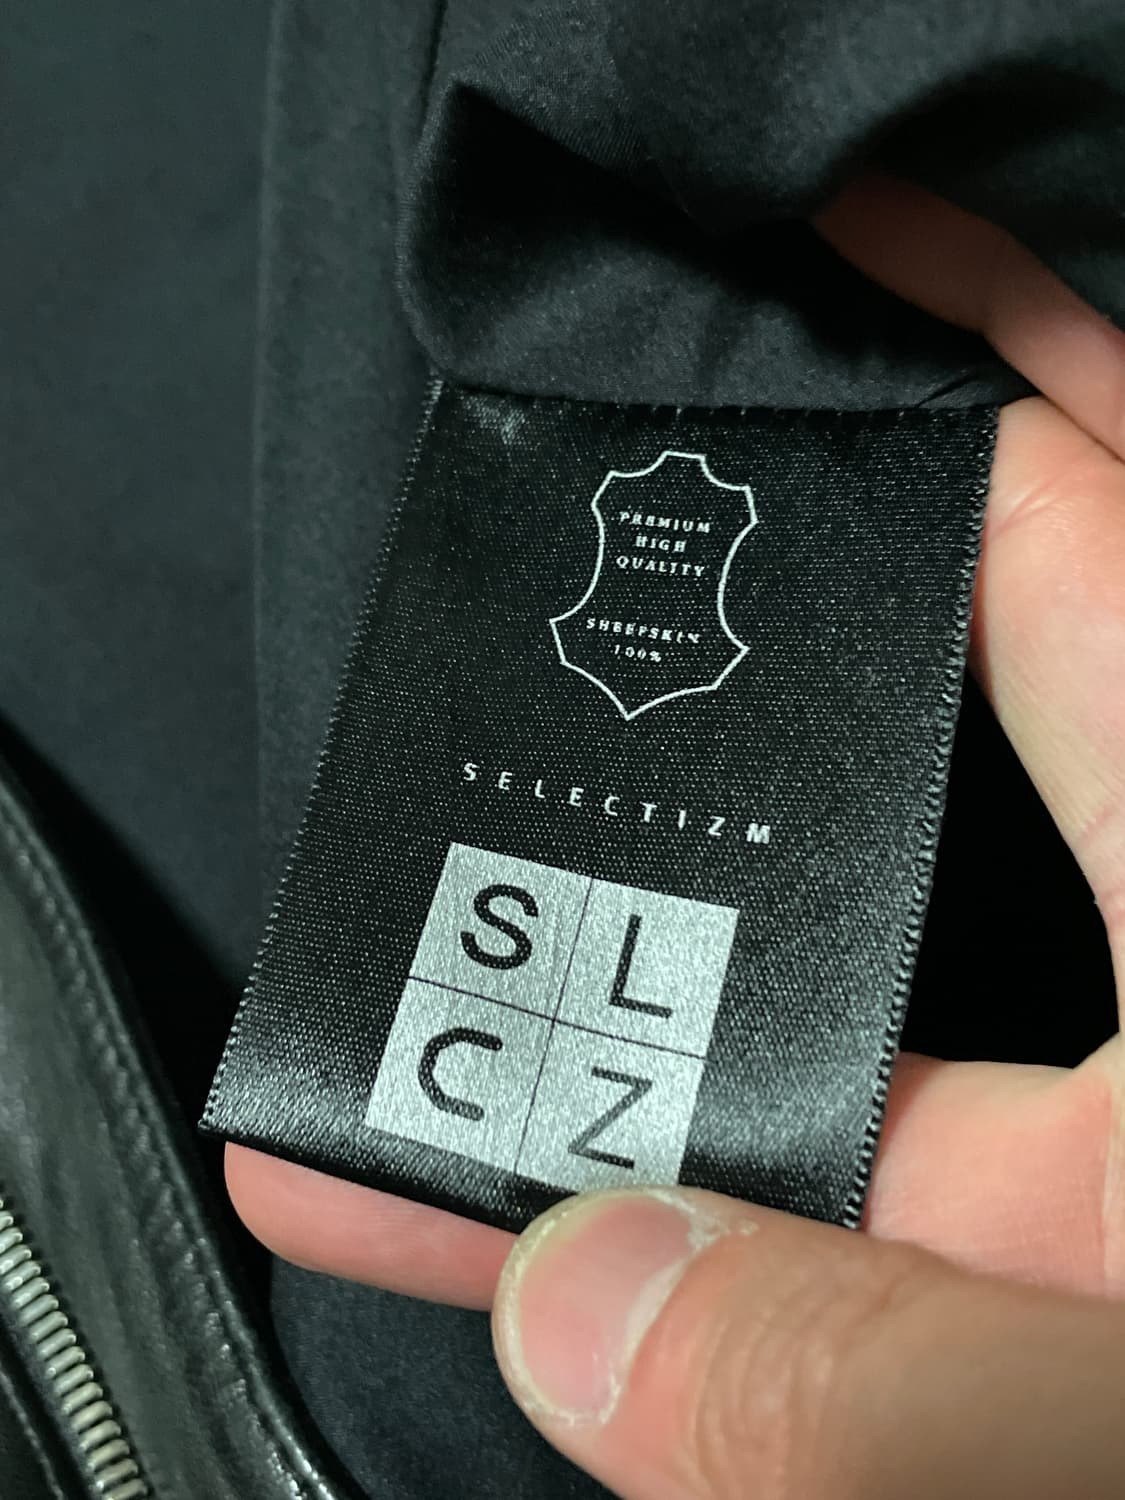 PREMIUM
HIGH
QUALITY
SHEEPSKIN
100%
SELECTIZM
S L
C Z